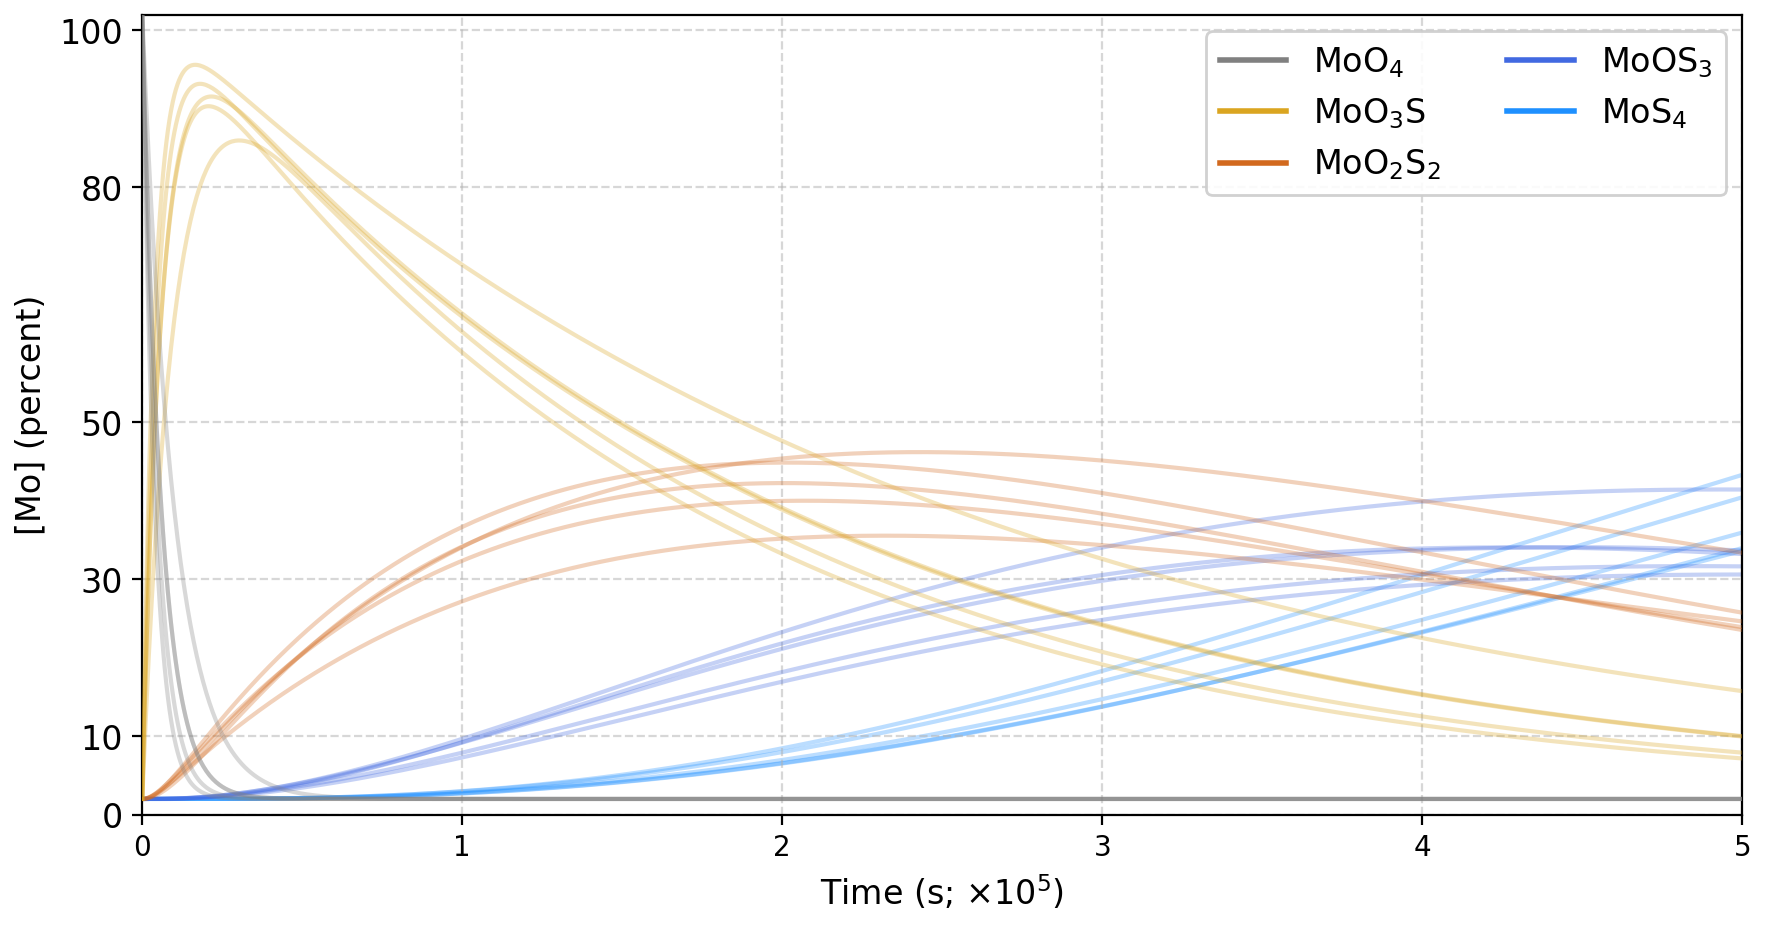 100
80
50
30
10
0
[Mo] (percent)
MoO₄
MoO₃S
MoO₂S₂
MoOS₃
MoS₄
0 1 2 3 4 5
Time (s; ×10⁵)